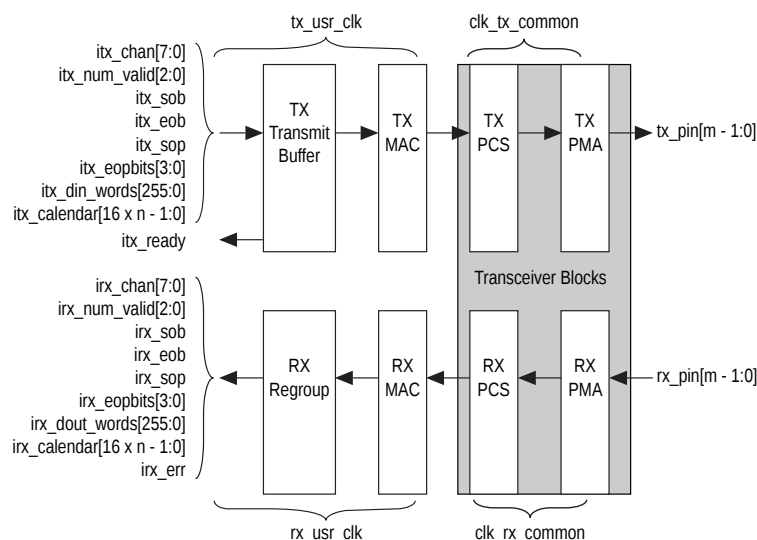 tx_usr_clk
clk_tx_common
itx_chan[7:0]
itx_num_valid[2:0]
itx_sob
itx_eob
itx_sop
itx_eopbits[3:0]
itx_din_words[255:0]
itx_calendar[16 x n - 1:0]
itx_ready
TX
Transmit
Buffer
TX
MAC
TX
PCS
TX
PMA
tx_pin[m - 1:0]
Transceiver Blocks
irx_chan[7:0]
irx_num_valid[2:0]
irx_sob
irx_eob
irx_sop
irx_eopbits[3:0]
irx_dout_words[255:0]
irx_calendar[16 x n - 1:0]
irx_err
RX
Regroup
RX
MAC
RX
PCS
RX
PMA
rx_pin[m - 1:0]
rx_usr_clk
clk_rx_common